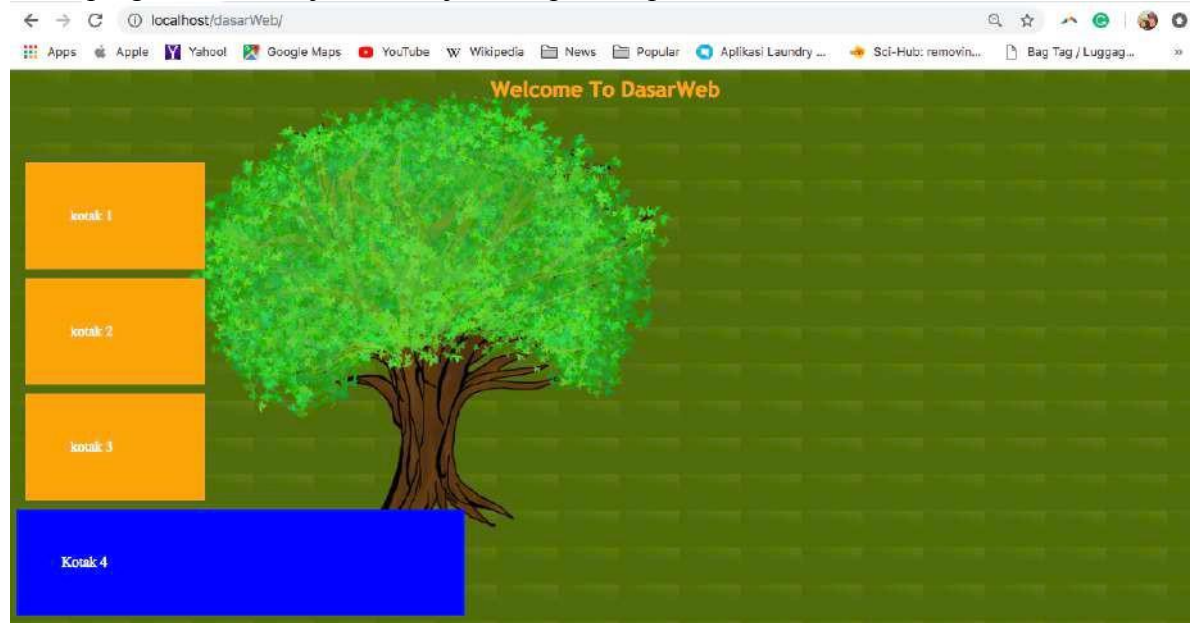 localhost/dasarWeb/
Apps Apple Yahoo! Google Maps YouTube Wikipedia News Popular Aplikasi Laundry ... Sci-Hub: removin... Bag Tag / Luggag... »
Welcome To DasarWeb
kotak 1
kotak 2
kotak 3
Kotak 4